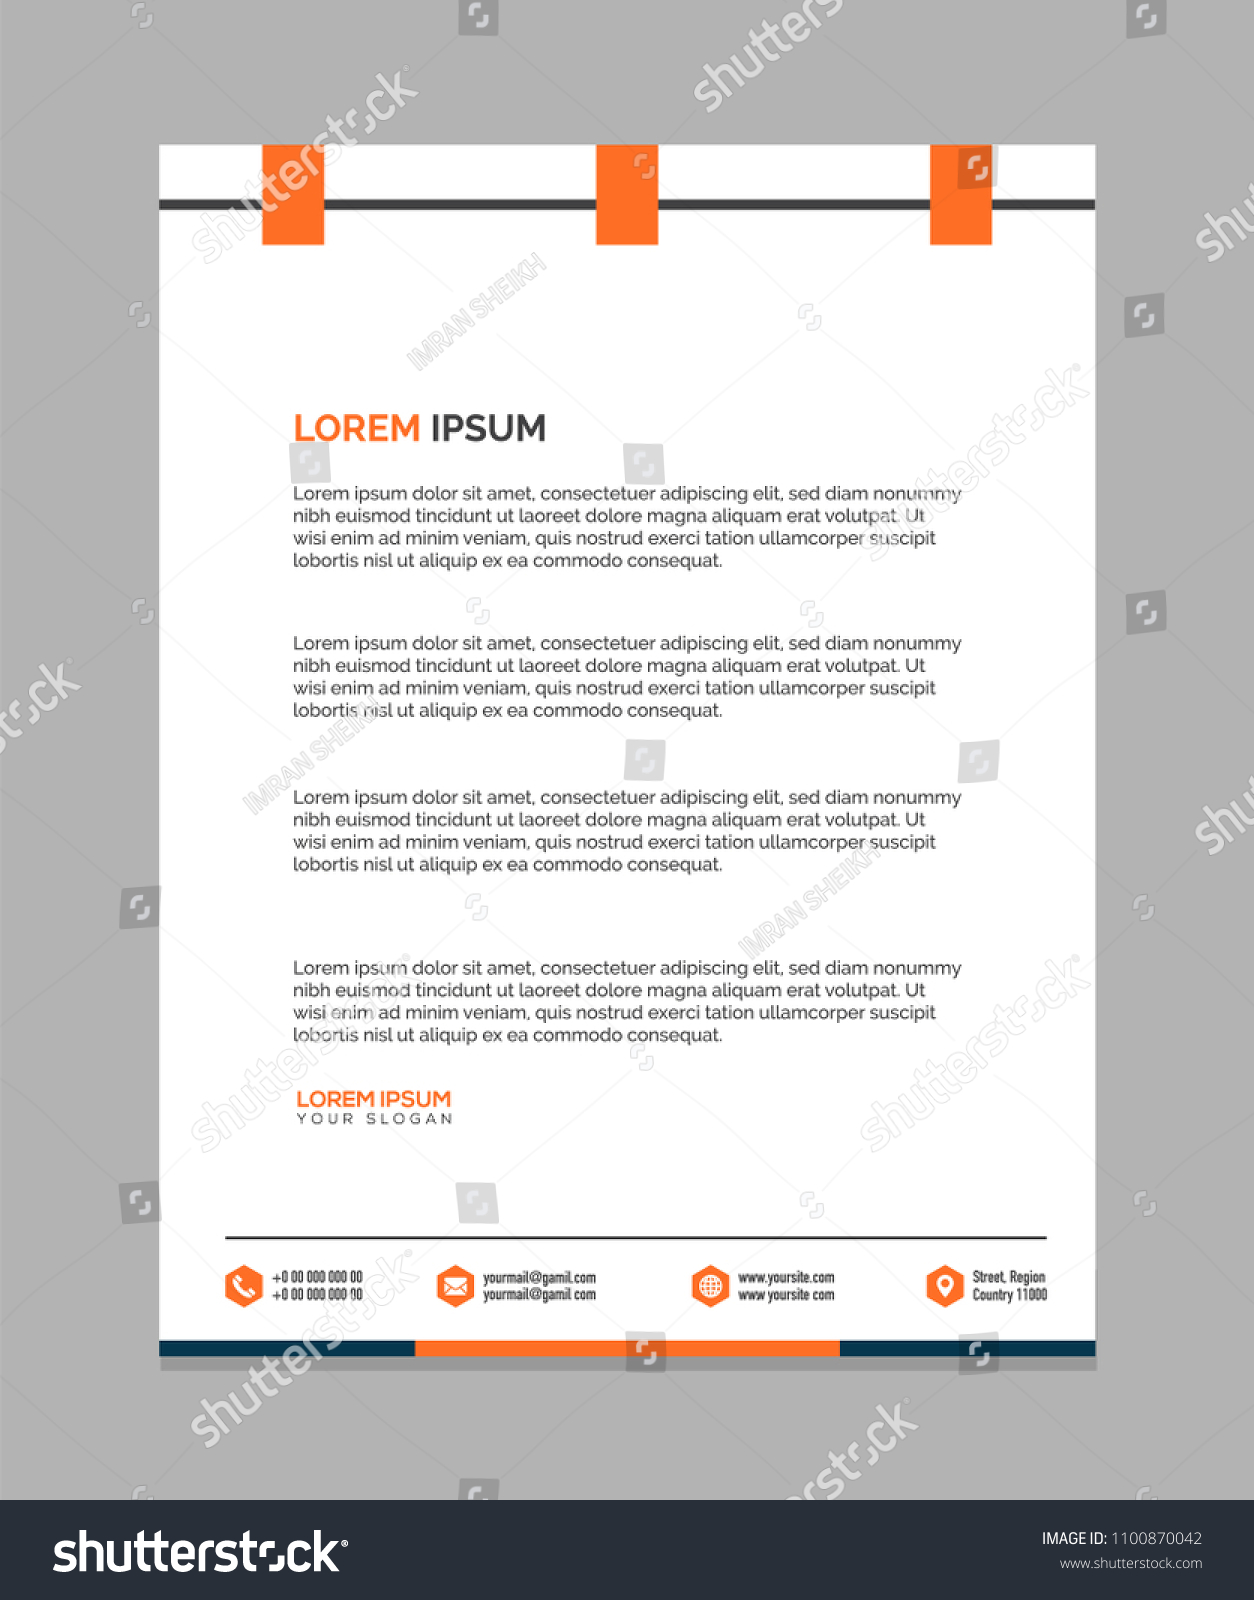 LOREM IPSUM
Lorem ipsum dolor sit amet, consectetuer adipiscing elit, sed diam nonummy
nibh euismod tincidunt ut laoreet dolore magna aliquam erat volutpat. Ut
wisi enim ad minim veniam, quis nostrud exerci tation ullamcorper suscipit
lobortis nisl ut aliquip ex ea commodo consequat.
Lorem ipsum dolor sit amet, consectetuer adipiscing elit, sed diam nonummy
nibh euismod tincidunt ut laoreet dolore magna aliquam erat volutpat. Ut
wisi enim ad minim veniam, quis nostrud exerci tation ullamcorper suscipit
lobortis nisl ut aliquip ex ea commodo consequat.
Lorem ipsum dolor sit amet, consectetuer adipiscing elit, sed diam nonummy
nibh euismod tincidunt ut laoreet dolore magna aliquam erat volutpat. Ut
wisi enim ad minim veniam, quis nostrud exerci tation ullamcorper suscipit
lobortis nisl ut aliquip ex ea commodo consequat.
Lorem ipsum dolor sit amet, consectetuer adipiscing elit, sed diam nonummy
nibh euismod tincidunt ut laoreet dolore magna aliquam erat volutpat. Ut
wisi enim ad minim veniam, quis nostrud exerci tation ullamcorper suscipit
lobortis nisl ut aliquip ex ea commodo consequat.
LOREM IPSUM
YOUR SLOGAN
+0 00 000 000 00
+0 00 000 000 00
yourmail@gamil.com
yourmail@gamil com
www.yoursite.com
www yoursite com
Street, Region
Country 11000
shutterstock
IMRAN SHEIKH
shutterstock
IMAGE ID: 1100870042
www.shutterstock.com